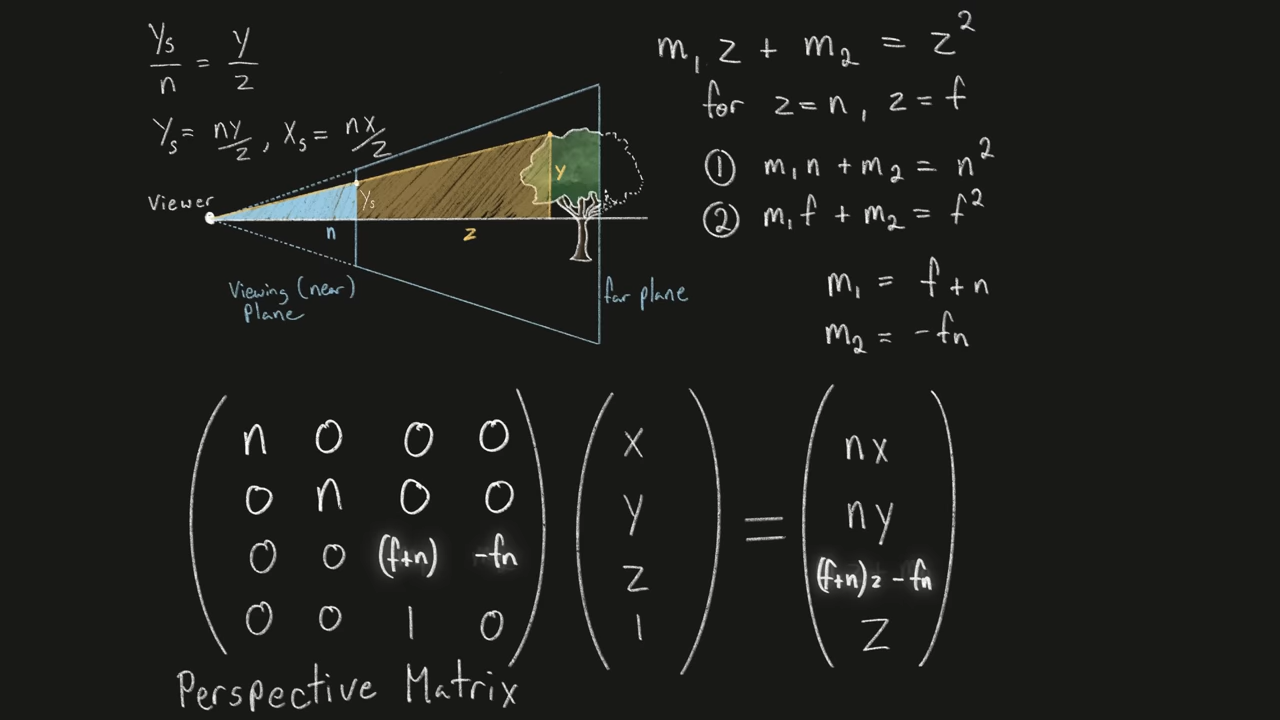 Ys/n = y/z
Ys = ny/z, Xs = nx/z
Viewer
Ys
y
n
z
Viewing (near)
Plane
far plane
m₁ z + m₂ = z²
for z=n, z=f
① m₁n + m₂ = n²
② m₁f + m₂ = f²
m₁ = f+n
m₂ = -fn
n 0 0 0
0 n 0 0
0 0 (f+n) -fn
0 0 1 0
x
y
z
1
=
nx
ny
(f+n)z - fn
z
Perspective Matrix